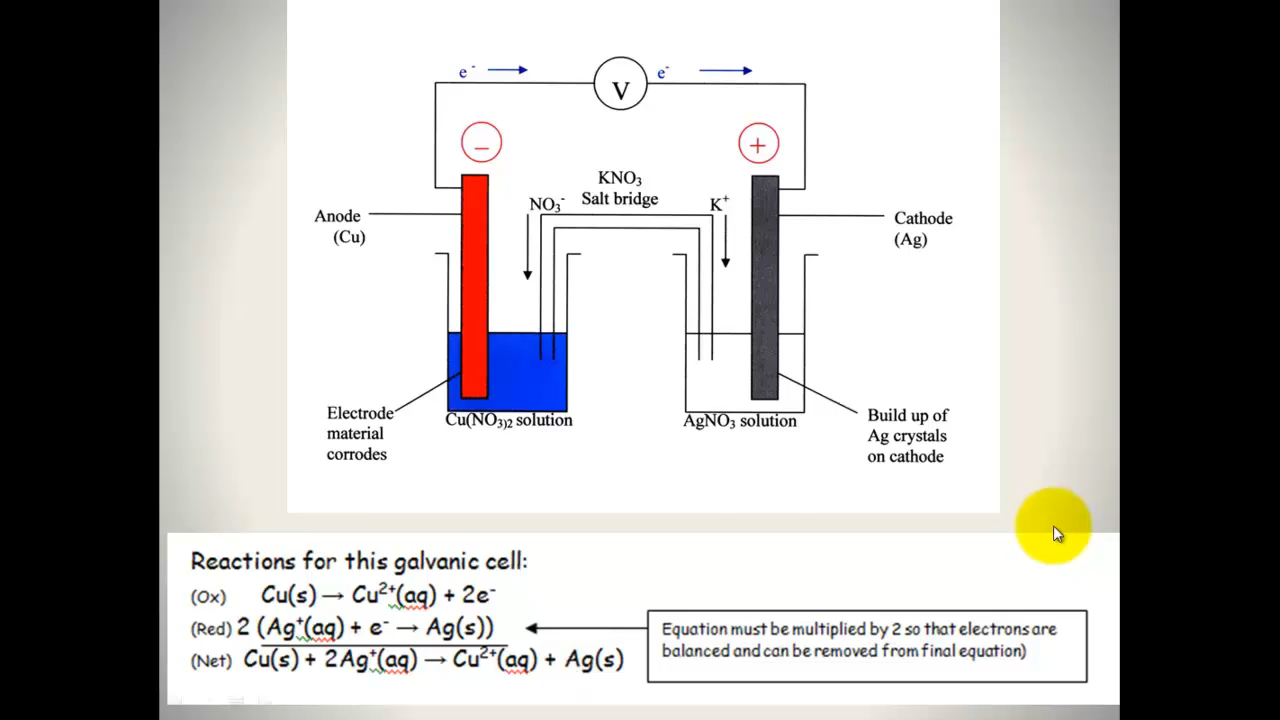 e⁻ e⁻
V
− +
KNO₃
Salt bridge
NO₃⁻ K⁺
Anode
(Cu)
Cathode
(Ag)
Electrode
material
corrodes
Cu(NO₃)₂ solution
AgNO₃ solution
Build up of
Ag crystals
on cathode
Reactions for this galvanic cell:
(Ox) Cu(s) → Cu²⁺(aq) + 2e⁻
(Red) 2 (Ag⁺(aq) + e⁻ → Ag(s))
(Net) Cu(s) + 2Ag⁺(aq) → Cu²⁺(aq) + Ag(s)
Equation must be multiplied by 2 so that electrons are
balanced and can be removed from final equation)